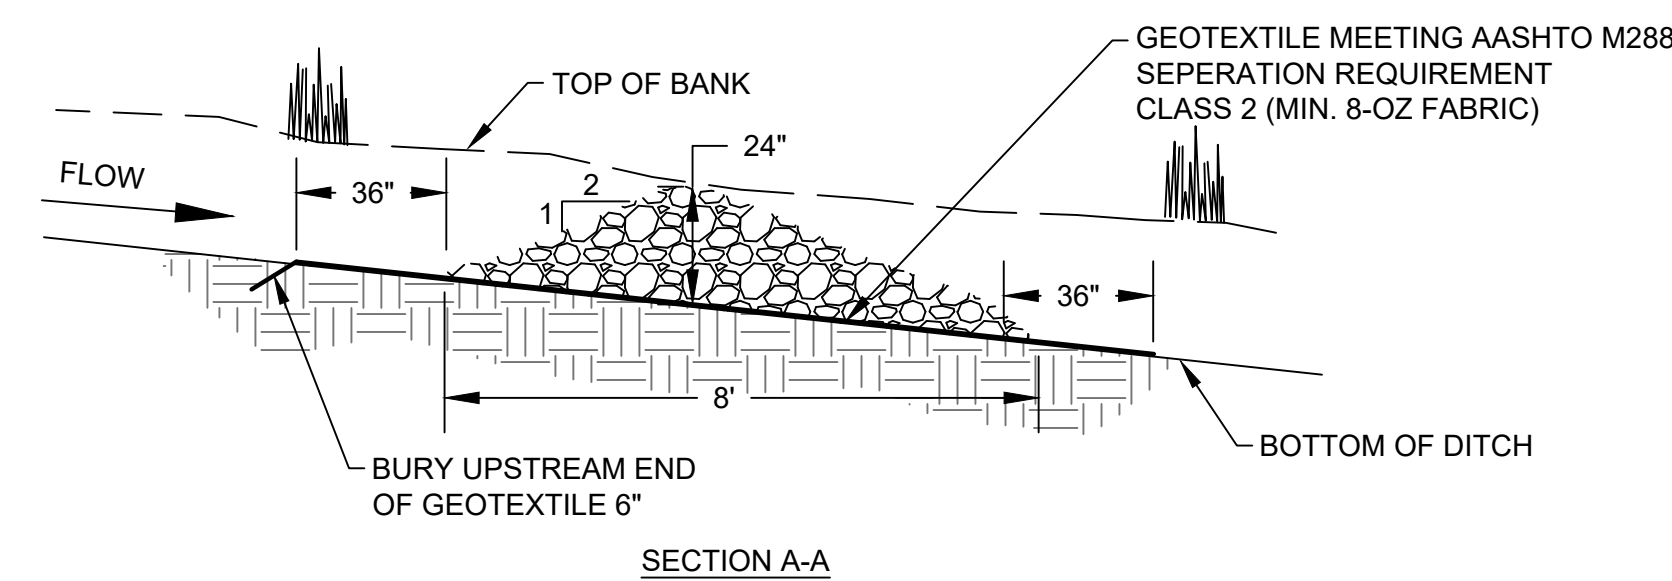 GEOTEXTILE MEETING AASHTO M288
SEPERATION REQUIREMENT
CLASS 2 (MIN. 8-OZ FABRIC)
TOP OF BANK
24"
FLOW
36"
2
1
36"
8'
BOTTOM OF DITCH
BURY UPSTREAM END
OF GEOTEXTILE 6"
SECTION A-A